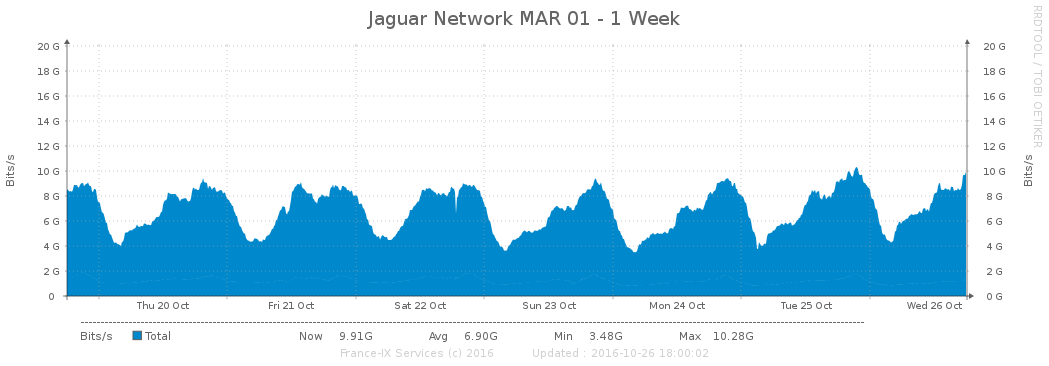 Jaguar Network MAR 01 - 1 Week
RRDTOOL / TOBI OETIKER
Bits/s
20 G 20 G
18 G 18 G
16 G 16 G
14 G 14 G
12 G 12 G
10 G 10 G
8 G 8 G
6 G 6 G
4 G 4 G
2 G 2 G
0 0 G
Bits/s
Thu 20 Oct Fri 21 Oct Sat 22 Oct Sun 23 Oct Mon 24 Oct Tue 25 Oct Wed 26 Oct
Bits/s Total Now 9.91G Avg 6.90G Min 3.48G Max 10.28G
France-IX Services (c) 2016 Updated : 2016-10-26 18:00:02